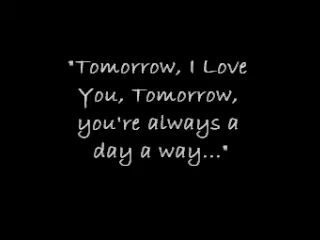 "Tomorrow, I Love
You, Tomorrow,
you're always a
day a way..."